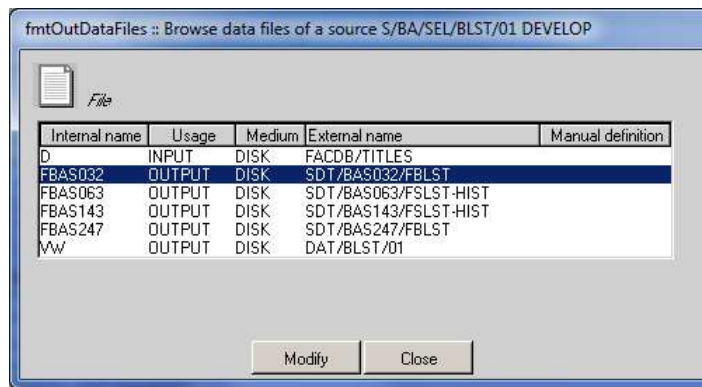 fmtOutDataFiles :: Browse data files of a source S/BA/SEL/BLST/01 DEVELOP
File
Internal name Usage Medium External name Manual definition
D INPUT DISK FACDB/TITLES
FBAS032 OUTPUT DISK SDT/BAS032/FBLST
FBAS063 OUTPUT DISK SDT/BAS063/FSLST-HIST
FBAS143 OUTPUT DISK SDT/BAS143/FSLST-HIST
FBAS247 OUTPUT DISK SDT/BAS247/FBLST
VW OUTPUT DISK DAT/BLST/01
Modify Close